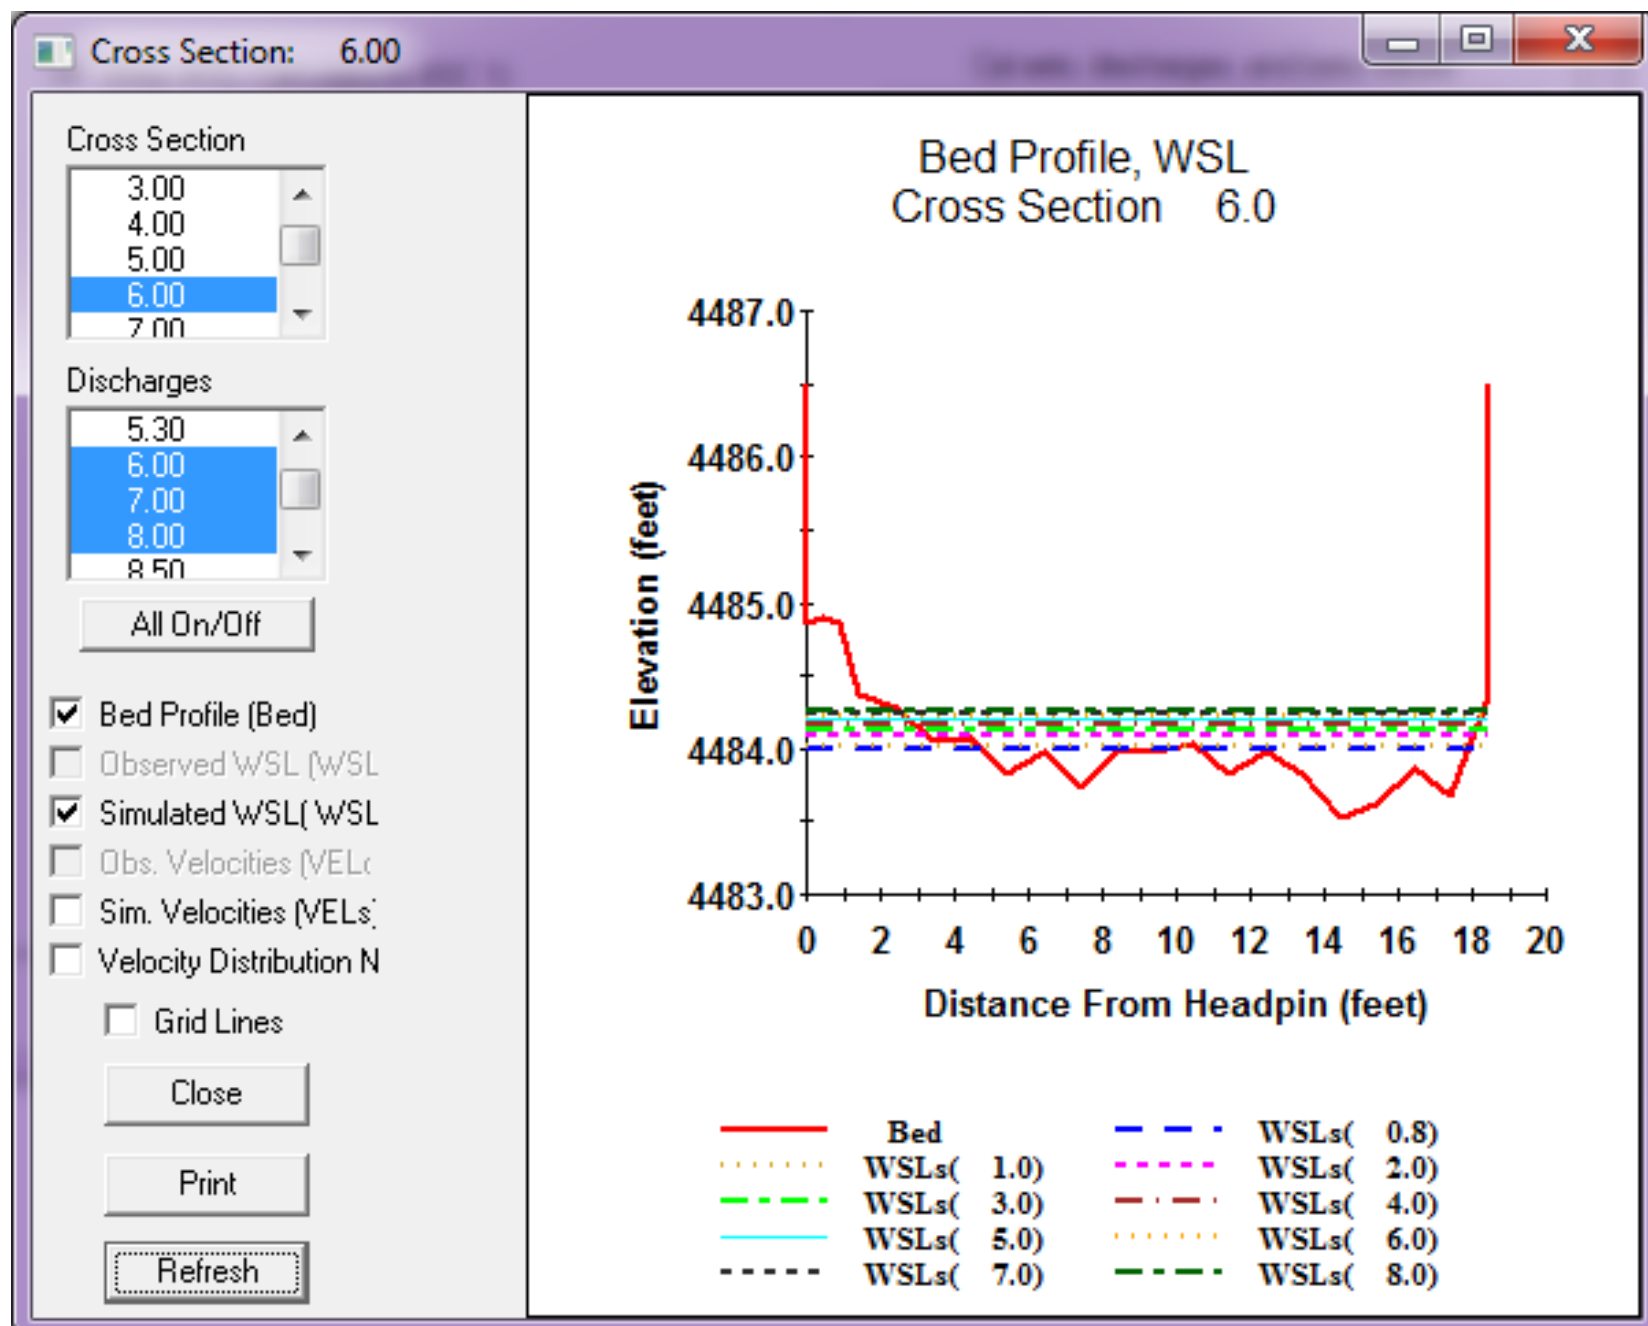 Cross Section: 6.00
Cross Section
3.00
4.00
5.00
6.00
7.00
Discharges
5.30
6.00
7.00
8.00
8.50
All On/Off
Bed Profile (Bed)
Observed WSL (WSL
Simulated WSL( WSL
Obs. Velocities (VELo
Sim. Velocities (VELs)
Velocity Distribution N
Grid Lines
Close
Print
Refresh
Bed Profile, WSL
Cross Section 6.0
Elevation (feet)
4487.0
4486.0
4485.0
4484.0
4483.0
0 2 4 6 8 10 12 14 16 18 20
Distance From Headpin (feet)
Bed WSLs( 0.8)
WSLs( 1.0) WSLs( 2.0)
WSLs( 3.0) WSLs( 4.0)
WSLs( 5.0) WSLs( 6.0)
WSLs( 7.0) WSLs( 8.0)